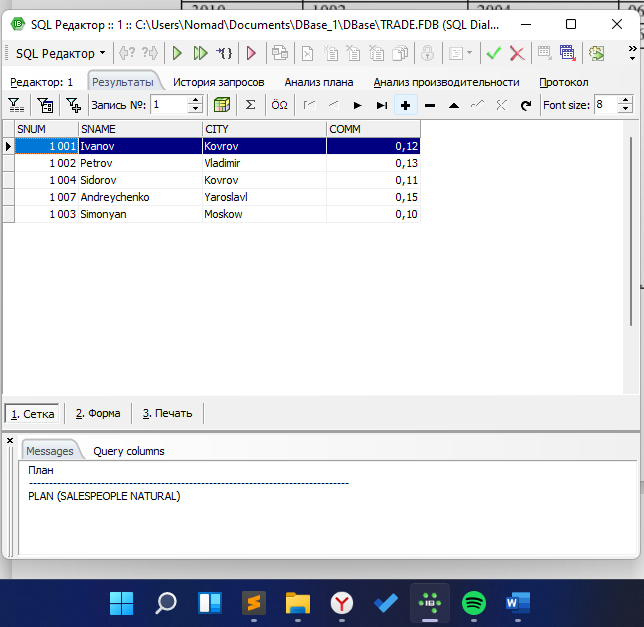 SQL Редактор :: 1 :: C:\Users\Nomad\Documents\DBase_1\DBase\TRADE.FDB (SQL Dial...
SQL Редактор
Редактор: 1 Результаты История запросов Анализ плана Анализ производительности Протокол
Запись №: 1 Σ ÖΩ Font size: 8
SNUM SNAME CITY COMM
1 001 Ivanov Kovrov 0,12
1 002 Petrov Vladimir 0,13
1 004 Sidorov Kovrov 0,11
1 007 Andreychenko Yaroslavl 0,15
1 003 Simonyan Moskow 0,10
1. Сетка 2. Форма 3. Печать
Messages Query columns
План
--------------------------------------------------------------------------------
PLAN (SALESPEOPLE NATURAL)